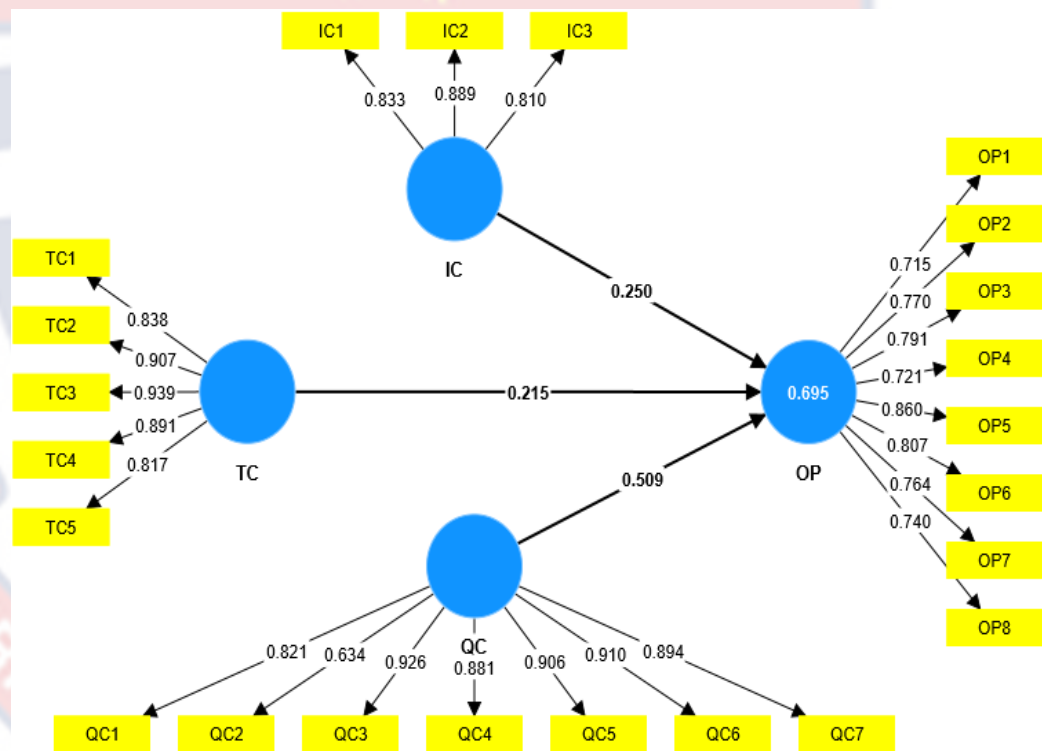 IC1 IC2 IC3
0.833 0.889 0.810
IC
TC1
TC2
TC3
TC4
TC5
0.838
0.907
0.939
0.891
0.817
TC
0.250
0.215
0.509
0.695
OP
0.715
0.770
0.791
0.721
0.860
0.807
0.764
0.740
OP1
OP2
OP3
OP4
OP5
OP6
OP7
OP8
QC
0.821 0.634 0.926 0.881 0.906 0.910 0.894
QC1 QC2 QC3 QC4 QC5 QC6 QC7